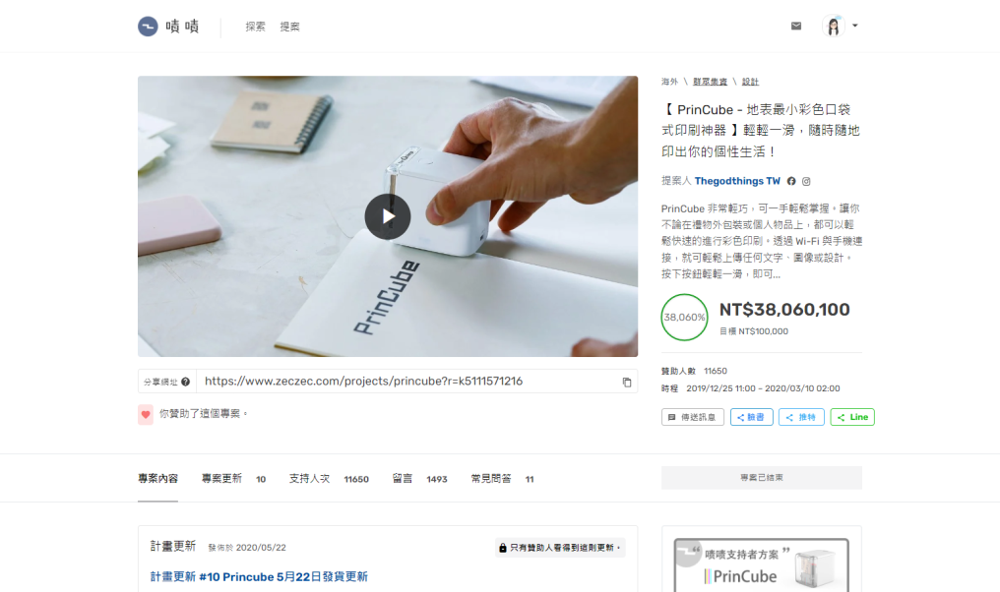 嘖嘖
探索
提案
海外 \ 群眾集資 \ 設計
【 PrinCube - 地表最小彩色口袋
式印刷神器 】輕輕一滑，隨時隨地
印出你的個性生活！
提案人 Thegodthings TW
PrinCube 非常輕巧，可一手輕鬆掌握。讓你
不論在禮物外包裝或個人物品上，都可以輕
鬆快速的進行彩色印刷。透過 Wi-Fi 與手機連
接，就可輕鬆上傳任何文字、圖像或設計。
按下按鈕輕輕一滑，即可...
38,060%
NT$38,060,100
目標 NT$100,000
贊助人數 11650
時程 2019/12/25 11:00 – 2020/03/10 02:00
傳送訊息
臉書
推特
Line
PrinCube
分享網址
https://www.zeczec.com/projects/princube?r=k5111571216
你贊助了這個專案。
專案內容
專案更新 10
支持人次 11650
留言 1493
常見問答 11
專案已結束
計畫更新 發佈於 2020/05/22
只有贊助人看得到這則更新。
計畫更新 #10 Princube 5月22日發貨更新
“ 嘖嘖支持者方案 ”
PrinCube